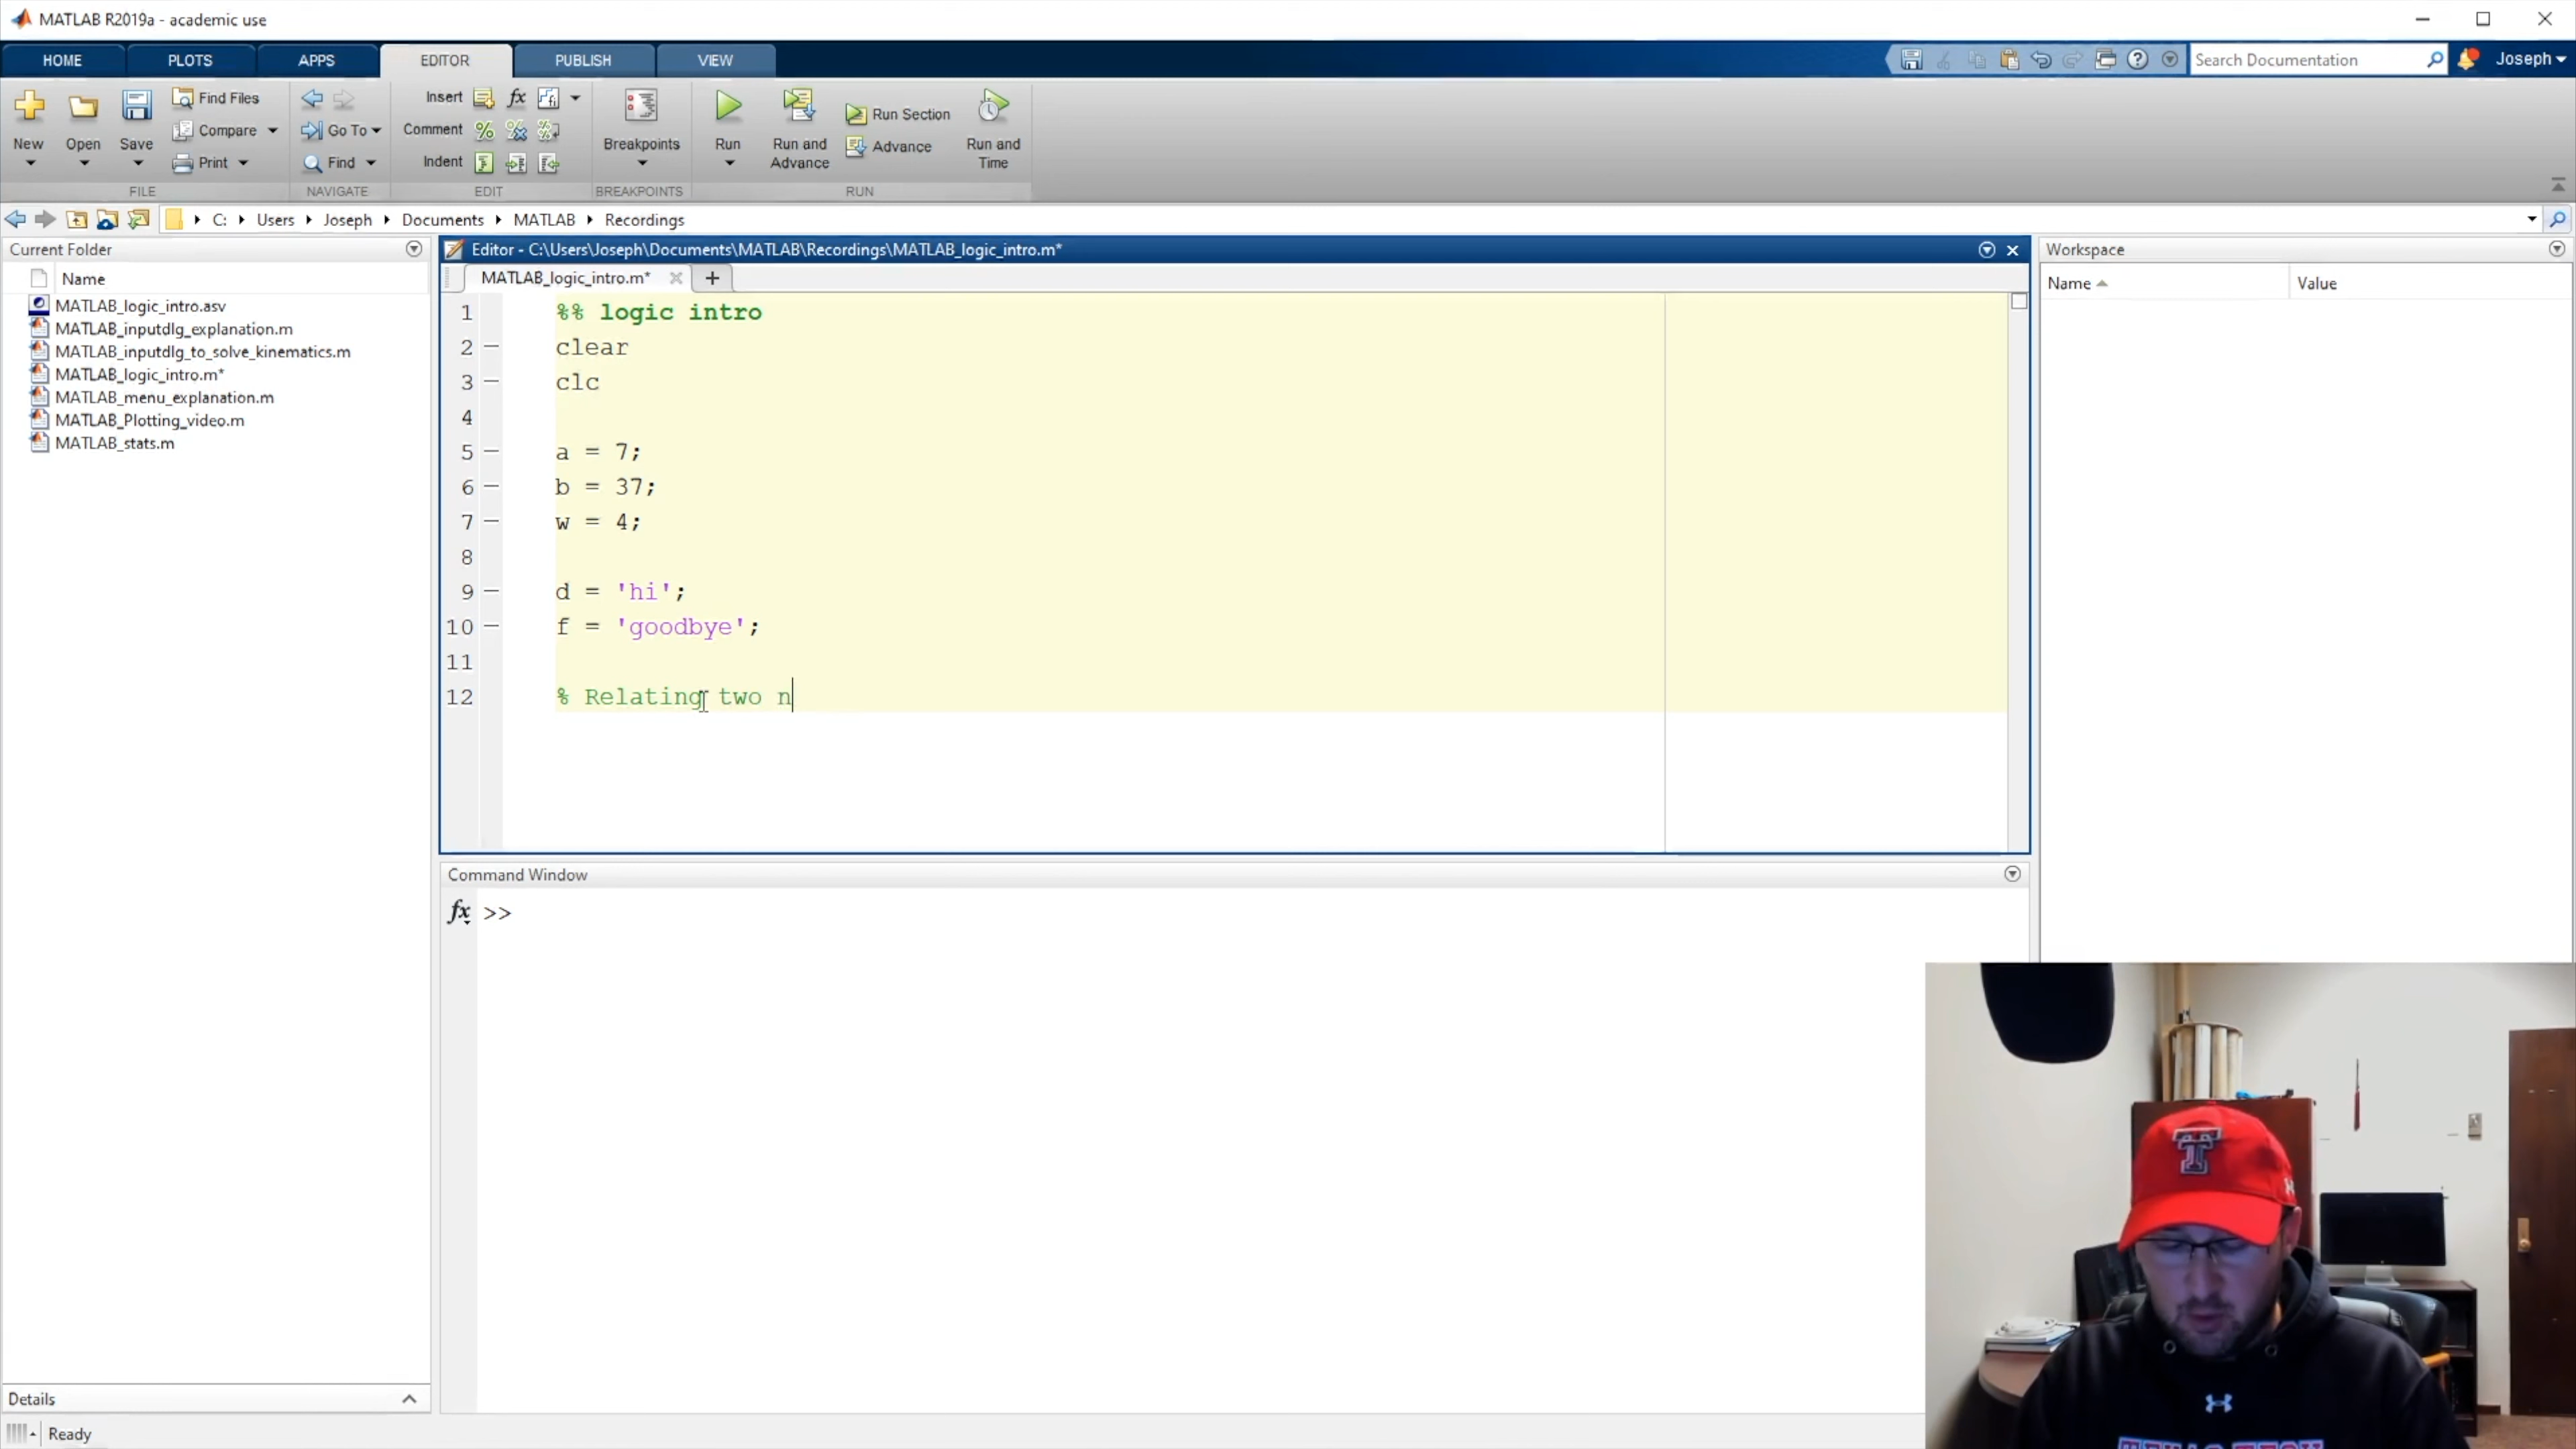 MATLAB R2019a - academic use
HOME PLOTS APPS EDITOR PUBLISH VIEW Search Documentation Joseph
New Open Save Find Files Compare Print
Go To Find
Insert fx
Comment
Indent
Breakpoints
Run Run and Advance Run Section Advance Run and Time
FILE NAVIGATE EDIT BREAKPOINTS RUN
C: Users Joseph Documents MATLAB Recordings
Current Folder
Name
MATLAB_logic_intro.asv
MATLAB_inputdlg_explanation.m
MATLAB_inputdlg_to_solve_kinematics.m
MATLAB_logic_intro.m*
MATLAB_menu_explanation.m
MATLAB_Plotting_video.m
MATLAB_stats.m
Details
Ready
Editor - C:\Users\Joseph\Documents\MATLAB\Recordings\MATLAB_logic_intro.m*
MATLAB_logic_intro.m*
1 %% logic intro
2 clear
3 clc
4
5 a = 7;
6 b = 37;
7 w = 4;
8
9 d = 'hi';
10 f = 'goodbye';
11
12 % Relating two n
Command Window
fx >>
Workspace
Name Value
T